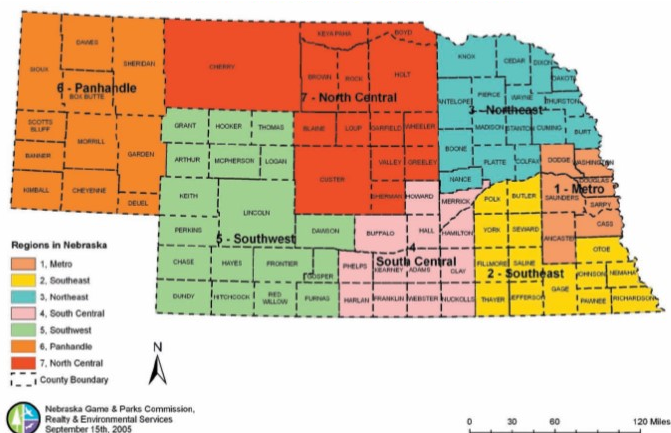 KEYA PAHA
BOYD
DAWES
SIOUX
SHERIDAN
CHERRY
KNOX
CEDAR
DIXON
DAKOTA
6 - Panhandle
BOX BUTTE
BROWN
ROCK
HOLT
7 - North Central
ANTELOPE
PIERCE
WAYNE
THURSTON
3 - Northeast
SCOTTS
BLUFF
MORRILL
GRANT
HOOKER
THOMAS
BLAINE
LOUP
GARFIELD
WHEELER
MADISON
STANTON
CUMING
BURT
BANNER
GARDEN
ARTHUR
MCPHERSON
LOGAN
CUSTER
VALLEY
GREELEY
BOONE
PLATTE
COLFAX
DODGE
WASHINGTON
KIMBALL
CHEYENNE
DEUEL
KEITH
LINCOLN
SHERMAN
HOWARD
NANCE
MERRICK
POLK
BUTLER
SAUNDERS
DOUGLAS
1 - Metro
SARPY
PERKINS
5 - Southwest
DAWSON
BUFFALO
HALL
HAMILTON
YORK
SEWARD
LANCASTER
CASS
OTOE
4
South Central
CHASE
HAYES
FRONTIER
GOSPER
PHELPS
KEARNEY
ADAMS
CLAY
FILLMORE
SALINE
2 - Southeast
JOHNSON
NEMAHA
DUNDY
HITCHCOCK
RED
WILLOW
FURNAS
HARLAN
FRANKLIN
WEBSTER
NUCKOLLS
THAYER
JEFFERSON
GAGE
PAWNEE
RICHARDSON
Regions in Nebraska
1, Metro
2, Southeast
3, Northeast
4, South Central
5, Southwest
6, Panhandle
7, North Central
County Boundary
N
Nebraska Game & Parks Commission,
Realty & Environmental Services
September 15th, 2005
0 30 60 120 Miles